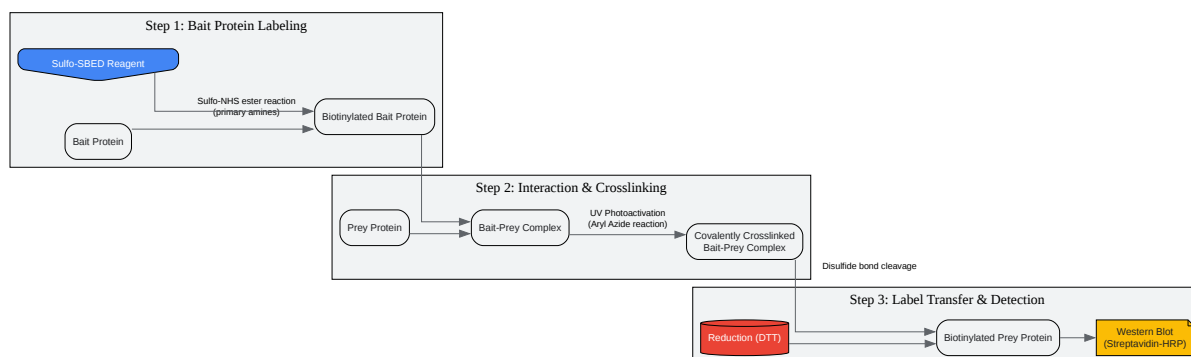 Step 1: Bait Protein Labeling
Sulfo-SBED Reagent
Sulfo-NHS ester reaction
(primary amines)
Biotinylated Bait Protein
Bait Protein
Step 2: Interaction & Crosslinking
Prey Protein
Bait-Prey Complex
UV Photoactivation
(Aryl Azide reaction)
Covalently Crosslinked
Bait-Prey Complex
Disulfide bond cleavage
Step 3: Label Transfer & Detection
Reduction (DTT)
Biotinylated Prey Protein
Western Blot
(Streptavidin-HRP)